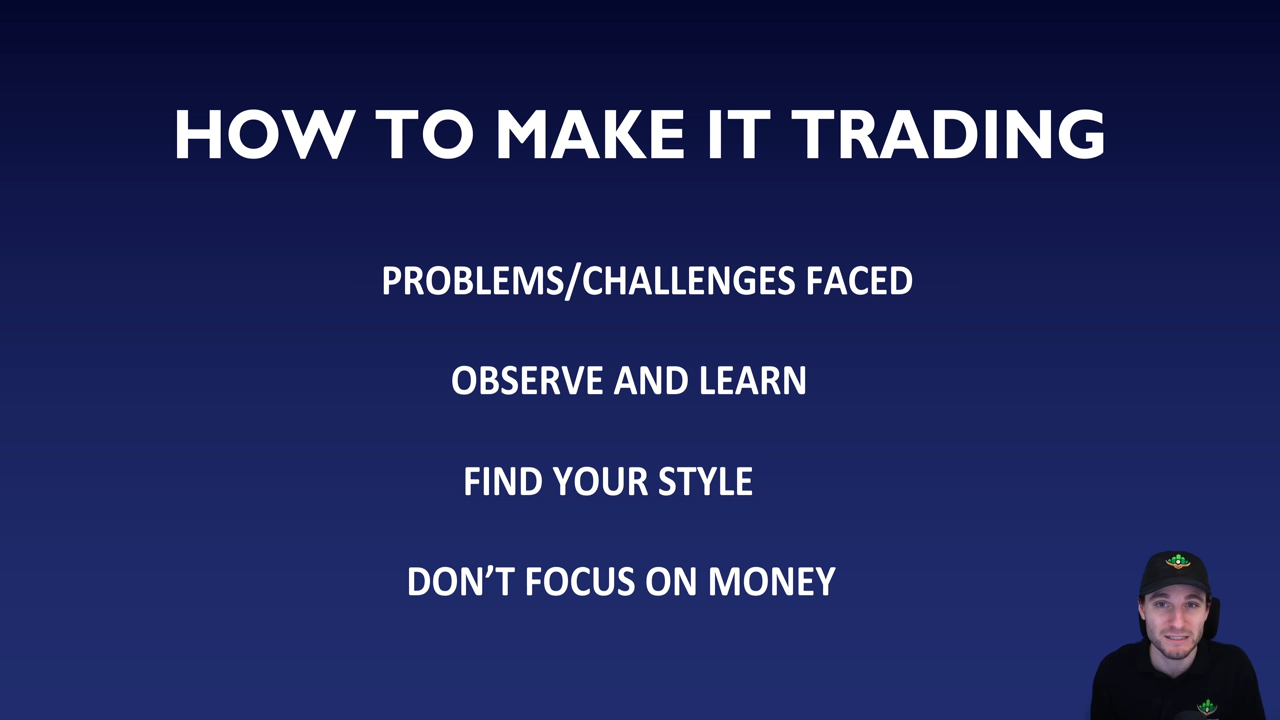 HOW TO MAKE IT TRADING
PROBLEMS/CHALLENGES FACED
OBSERVE AND LEARN
FIND YOUR STYLE
DON’T FOCUS ON MONEY